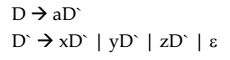 D → aD`
D` → xD` | yD` | zD` | ε